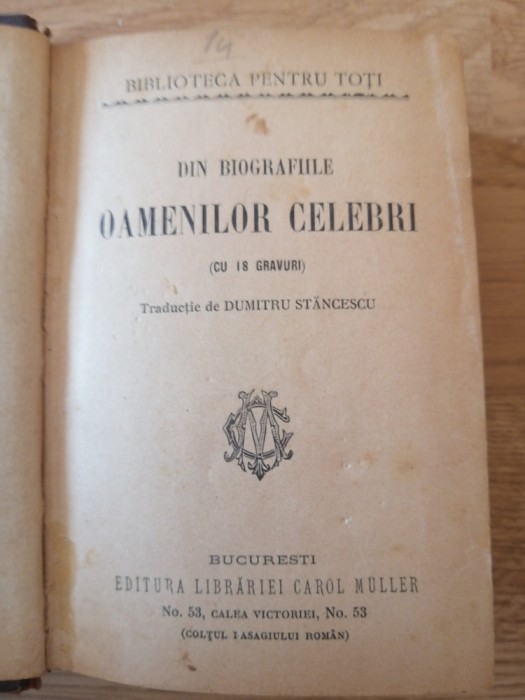 14
BIBLIOTECA PENTRU TOȚI
DIN BIOGRAFIILE
OAMENILOR CELEBRI
(CU 18 GRAVURI)
Traducție de DUMITRU STĂNCESCU
CM
BUCURESTI
EDITURA LIBRĂRIEI CAROL MÜLLER
No. 53, CALEA VICTORIEI, No. 53
(COLȚUL PASAGIULUI ROMÂN)